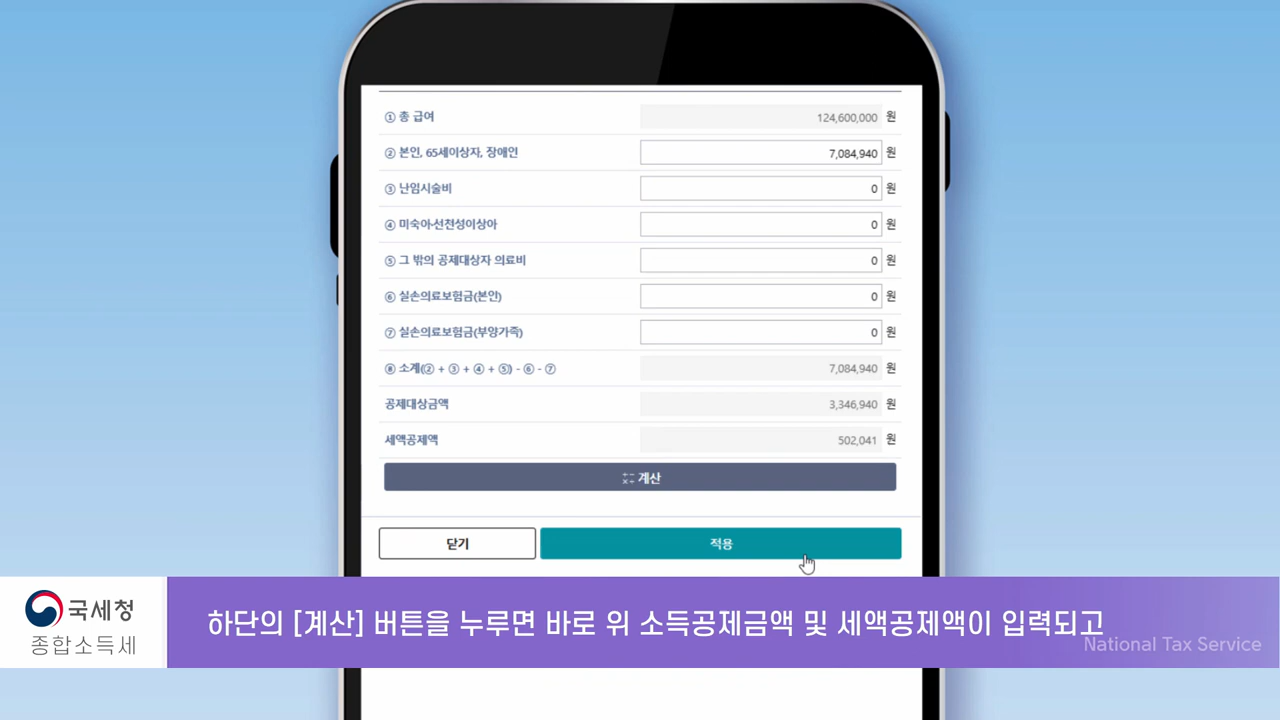 ① 총 급여 124,600,000 원
② 본인, 65세이상자, 장애인 7,084,940 원
③ 난임시술비 0 원
④ 미숙아·선천성이상아 0 원
⑤ 그 밖의 공제대상자 의료비 0 원
⑥ 실손의료보험금(본인) 0 원
⑦ 실손의료보험금(부양가족) 0 원
⑧ 소계(② + ③ + ④ + ⑤) - ⑥ - ⑦ 7,084,940 원
공제대상금액 3,346,940 원
세액공제액 502,041 원
계산
닫기 적용
국세청
종합소득세
하단의 [계산] 버튼을 누루면 바로 위 소득공제금액 및 세액공제액이 입력되고
National Tax Service